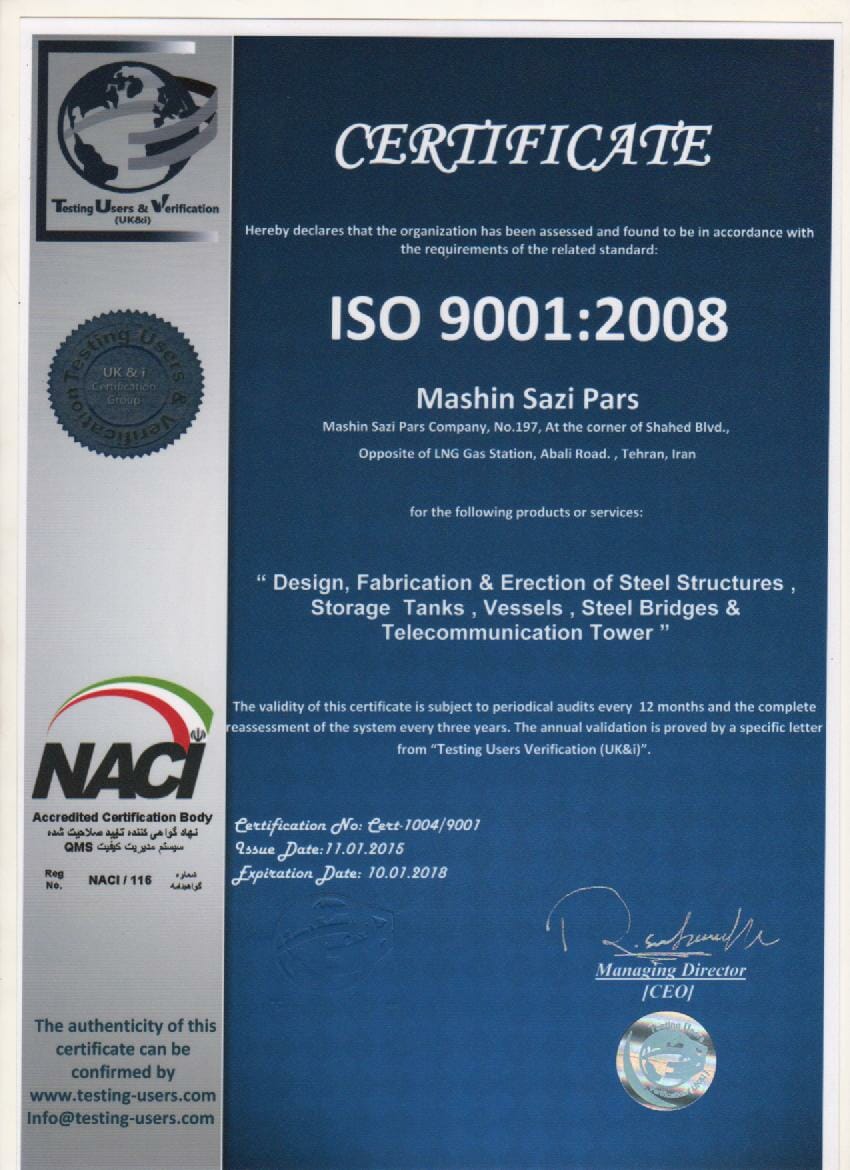 Testing Users & Verification
(UK&i)
CERTIFICATE
Hereby declares that the organization has been assessed and found to be in accordance with
the requirements of the related standard:
ISO 9001:2008
Testing Users & Verification
UK & i
Certification
Group
Mashin Sazi Pars
Mashin Sazi Pars Company, No.197, At the corner of Shahed Blvd.,
Opposite of LNG Gas Station, Abali Road. , Tehran, Iran
for the following products or services:
“ Design, Fabrication & Erection of Steel Structures ,
Storage Tanks , Vessels , Steel Bridges &
Telecommunication Tower ”
The validity of this certificate is subject to periodical audits every 12 months and the complete
reassessment of the system every three years. The annual validation is proved by a specific letter
from “Testing Users Verification (UK&i)”.
NACI
Accredited Certification Body
نهاد گواهی کننده تایید صلاحیت شده
سیستم مدیریت کیفیت QMS
Reg No. NACI / 116 شماره گواهینامه
Certification No: Cert-1004/9001
Issue Date:11.01.2015
Expiration Date: 10.01.2018
Managing Director
[CEO]
The authenticity of this
certificate can be
confirmed by
www.testing-users.com
Info@testing-users.com